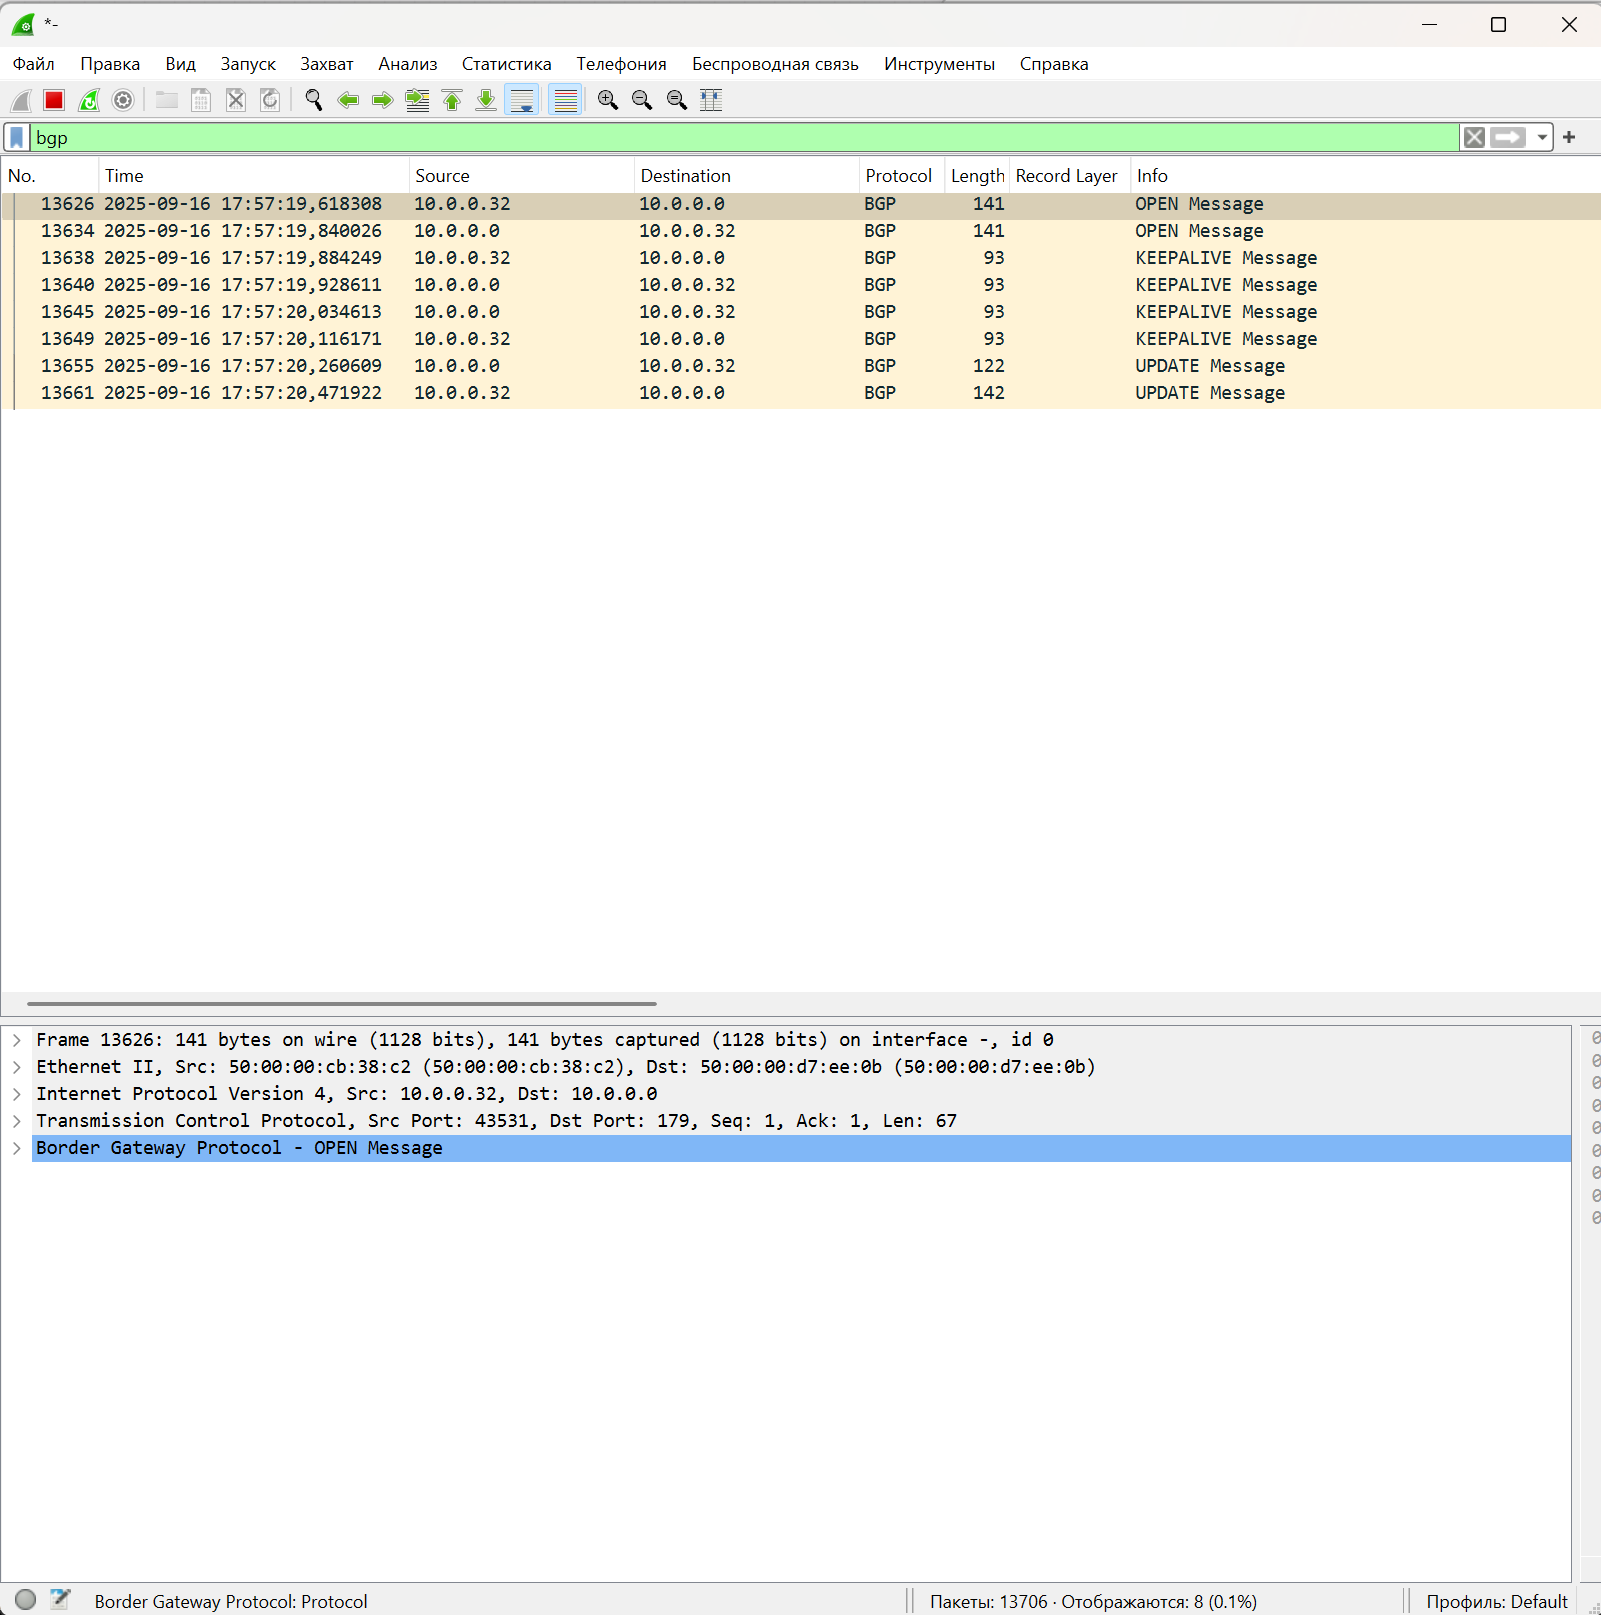 *-
Файл Правка Вид Запуск Захват Анализ Статистика Телефония Беспроводная связь Инструменты Справка
bgp
No. Time Source Destination Protocol Length Record Layer Info
13626 2025-09-16 17:57:19,618308 10.0.0.32 10.0.0.0 BGP 141 OPEN Message
13634 2025-09-16 17:57:19,840026 10.0.0.0 10.0.0.32 BGP 141 OPEN Message
13638 2025-09-16 17:57:19,884249 10.0.0.32 10.0.0.0 BGP 93 KEEPALIVE Message
13640 2025-09-16 17:57:19,928611 10.0.0.0 10.0.0.32 BGP 93 KEEPALIVE Message
13645 2025-09-16 17:57:20,034613 10.0.0.0 10.0.0.32 BGP 93 KEEPALIVE Message
13649 2025-09-16 17:57:20,116171 10.0.0.32 10.0.0.0 BGP 93 KEEPALIVE Message
13655 2025-09-16 17:57:20,260609 10.0.0.0 10.0.0.32 BGP 122 UPDATE Message
13661 2025-09-16 17:57:20,471922 10.0.0.32 10.0.0.0 BGP 142 UPDATE Message
Frame 13626: 141 bytes on wire (1128 bits), 141 bytes captured (1128 bits) on interface -, id 0
Ethernet II, Src: 50:00:00:cb:38:c2 (50:00:00:cb:38:c2), Dst: 50:00:00:d7:ee:0b (50:00:00:d7:ee:0b)
Internet Protocol Version 4, Src: 10.0.0.32, Dst: 10.0.0.0
Transmission Control Protocol, Src Port: 43531, Dst Port: 179, Seq: 1, Ack: 1, Len: 67
Border Gateway Protocol - OPEN Message
0
0
0
0
0
0
0
0
0
Border Gateway Protocol: Protocol
Пакеты: 13706 · Отображаются: 8 (0.1%)
Профиль: Default